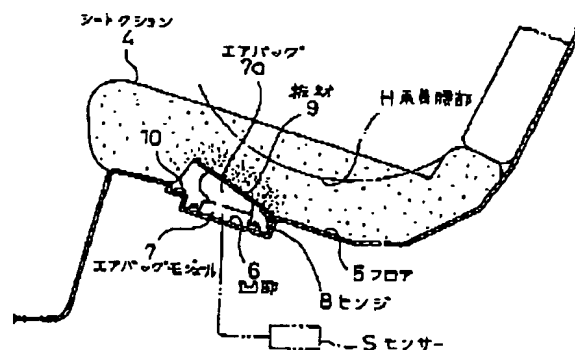 シートクション
4
エアバッグ
7a
板材
9
H乗員腰部
10
7
エアバッグモジュール
6
凹部
8ヒンジ
5フロア
Sセンサー